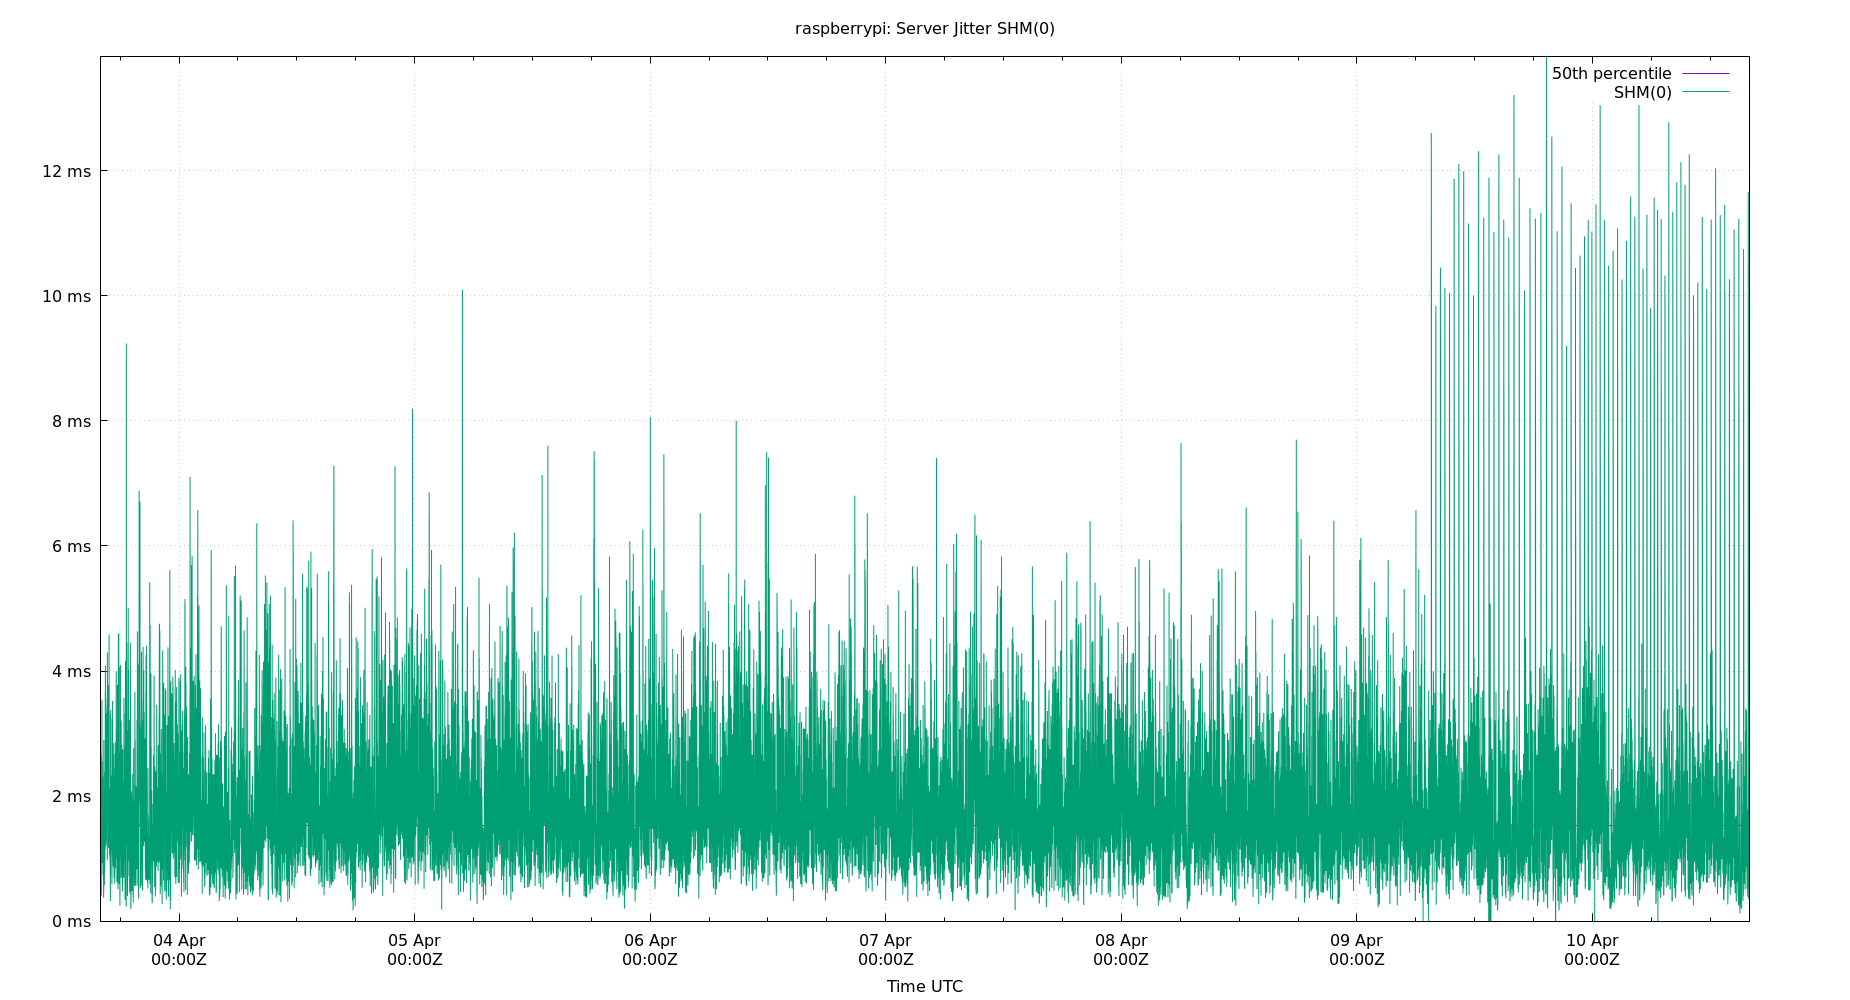 raspberrypi: Server Jitter SHM(0)
50th percentile
SHM(0)
12 ms
10 ms
8 ms
6 ms
4 ms
2 ms
0 ms
04 Apr 05 Apr 06 Apr 07 Apr 08 Apr 09 Apr 10 Apr
00:00Z 00:00Z 00:00Z 00:00Z 00:00Z 00:00Z 00:00Z
Time UTC